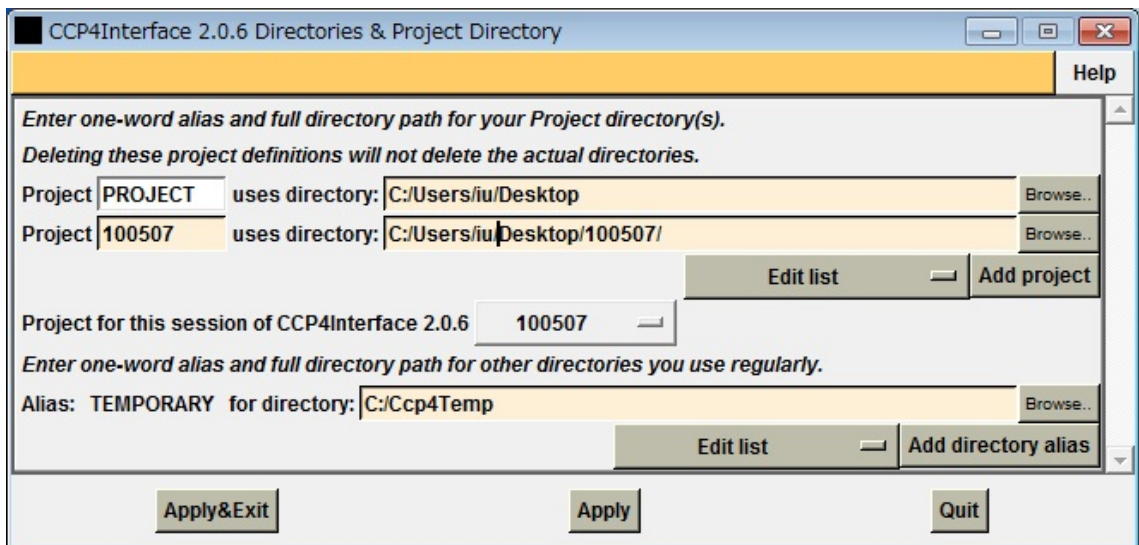 CCP4Interface 2.0.6 Directories & Project Directory
Help
Enter one-word alias and full directory path for your Project directory(s).
Deleting these project definitions will not delete the actual directories.
Project PROJECT uses directory: C:/Users/iu/Desktop Browse..
Project 100507 uses directory: C:/Users/iu/Desktop/100507/ Browse..
Edit list Add project
Project for this session of CCP4Interface 2.0.6 100507
Enter one-word alias and full directory path for other directories you use regularly.
Alias: TEMPORARY for directory: C:/Ccp4Temp Browse..
Edit list Add directory alias
Apply&Exit Apply Quit